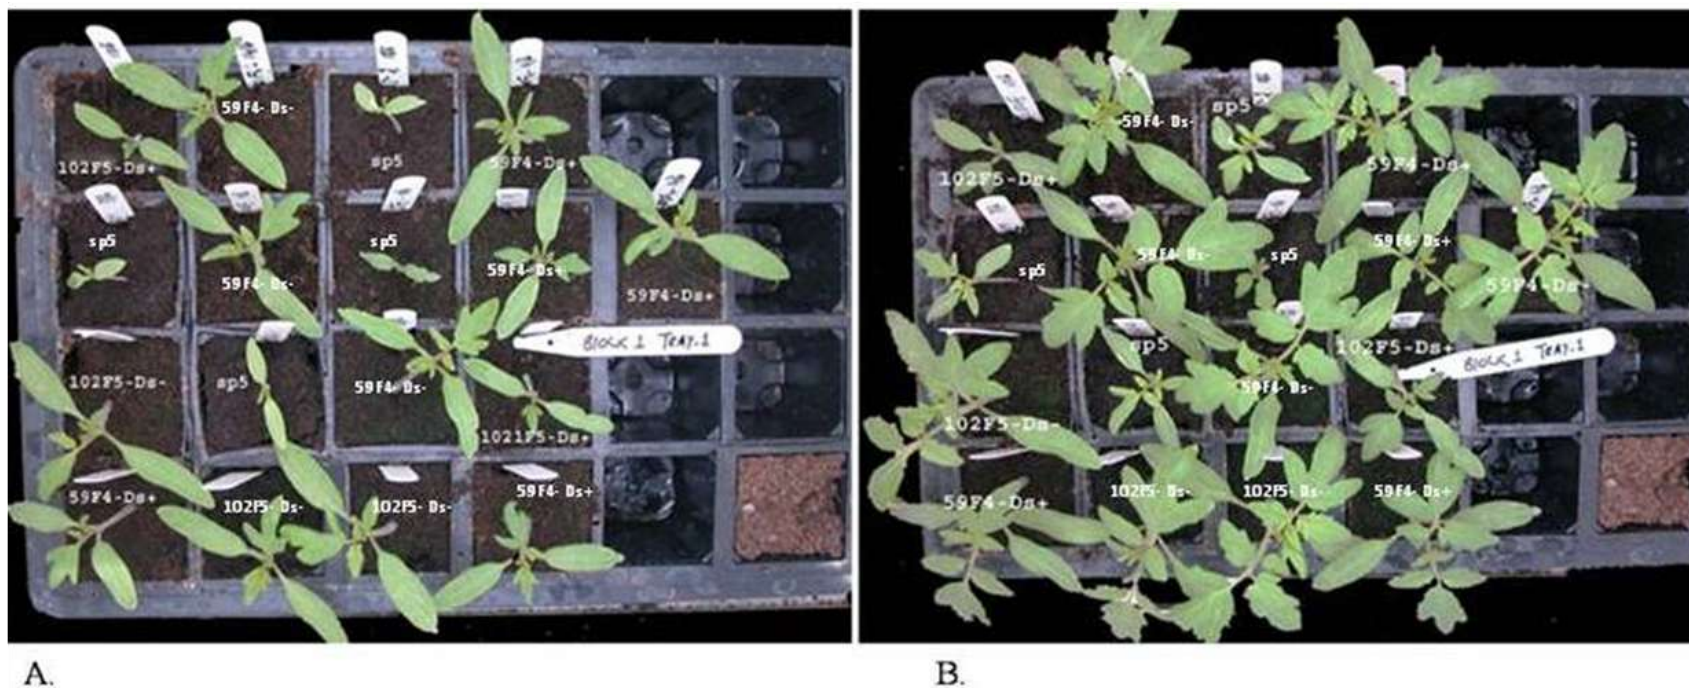 59F4- Ds-
102F5-Ds+
sp5
59F4-Ds+
sp5
59F4- Ds-
sp5
59F4-Ds+
59F4-Ds+
102F5-Ds-
sp5
59F4- Ds-
BLOCK 1 TRAY.1
1021F5-Ds+
59F4-Ds+
102F5- Ds-
102F5- Ds-
59F4- Ds+
A.
59F4- Ds-
102F5-Ds+
sp5
59F4-Ds+
sp5
59F4- Ds-
sp5
59F4- Ds+
59F4-Ds-
102F5-Ds-
sp5
59F4- Ds-
102F5-Ds+
BLOCK 1 TRAY.1
59F4-Ds+
102F5- Ds-
102F5- Ds-
59F4- Ds+
B.